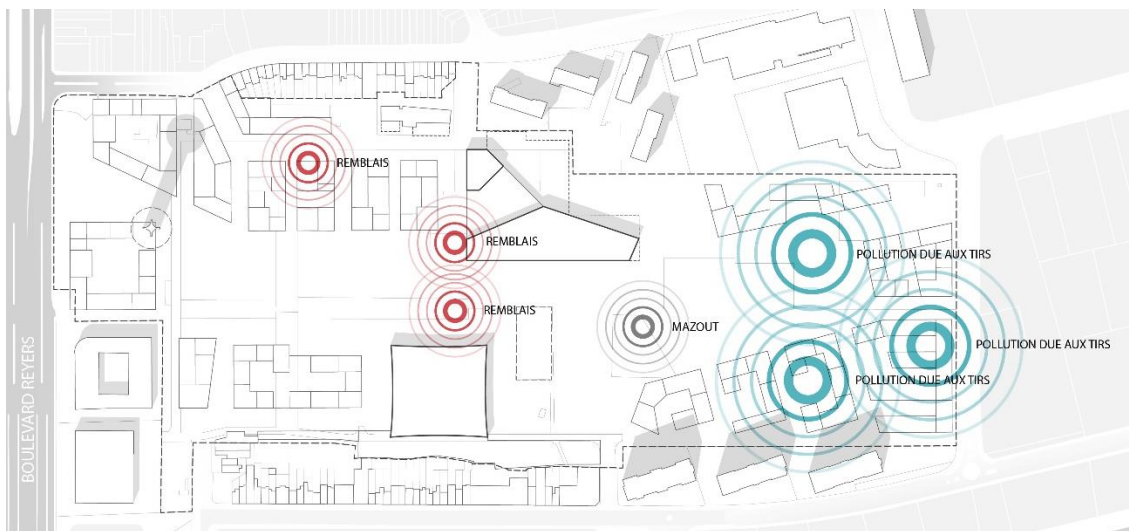 REMBLAIS
REMBLAIS
POLLUTION DUE AUX TIRS
REMBLAIS
MAZOUT
POLLUTION DUE AUX TIRS
POLLUTION DUE AUX TIRS
BOULEVARD REYERS